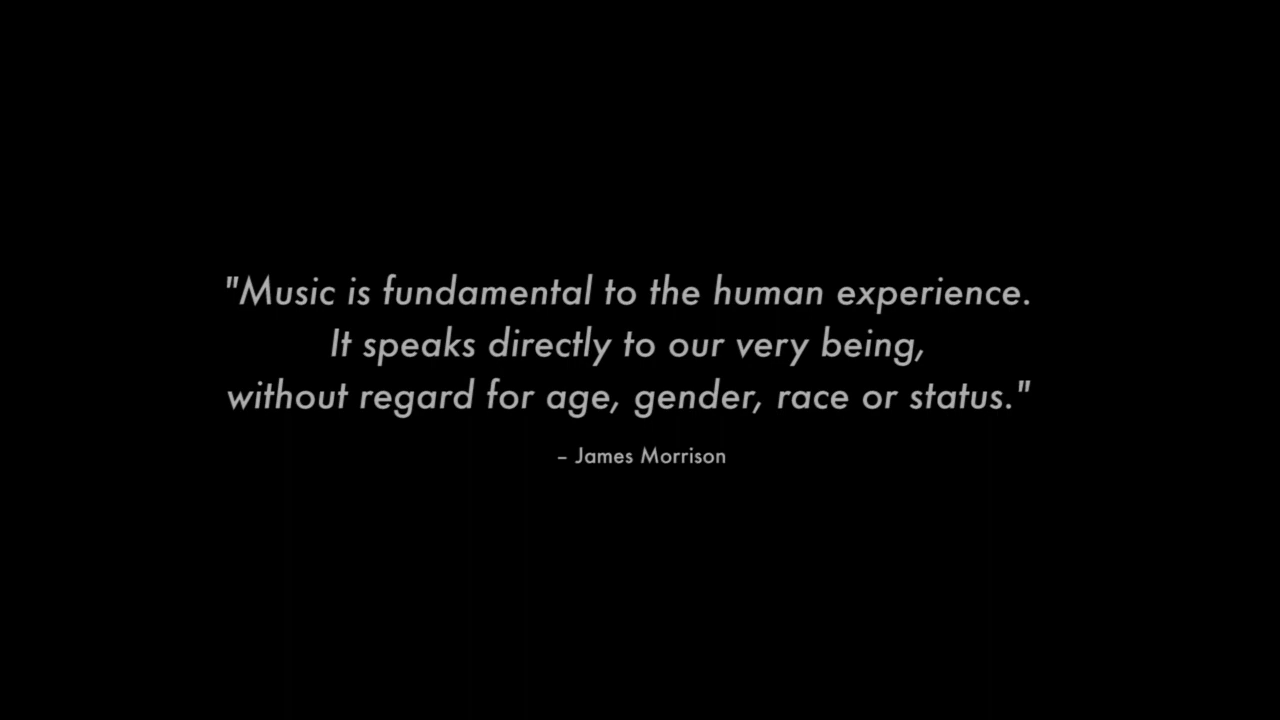 "Music is fundamental to the human experience.
It speaks directly to our very being,
without regard for age, gender, race or status."
– James Morrison